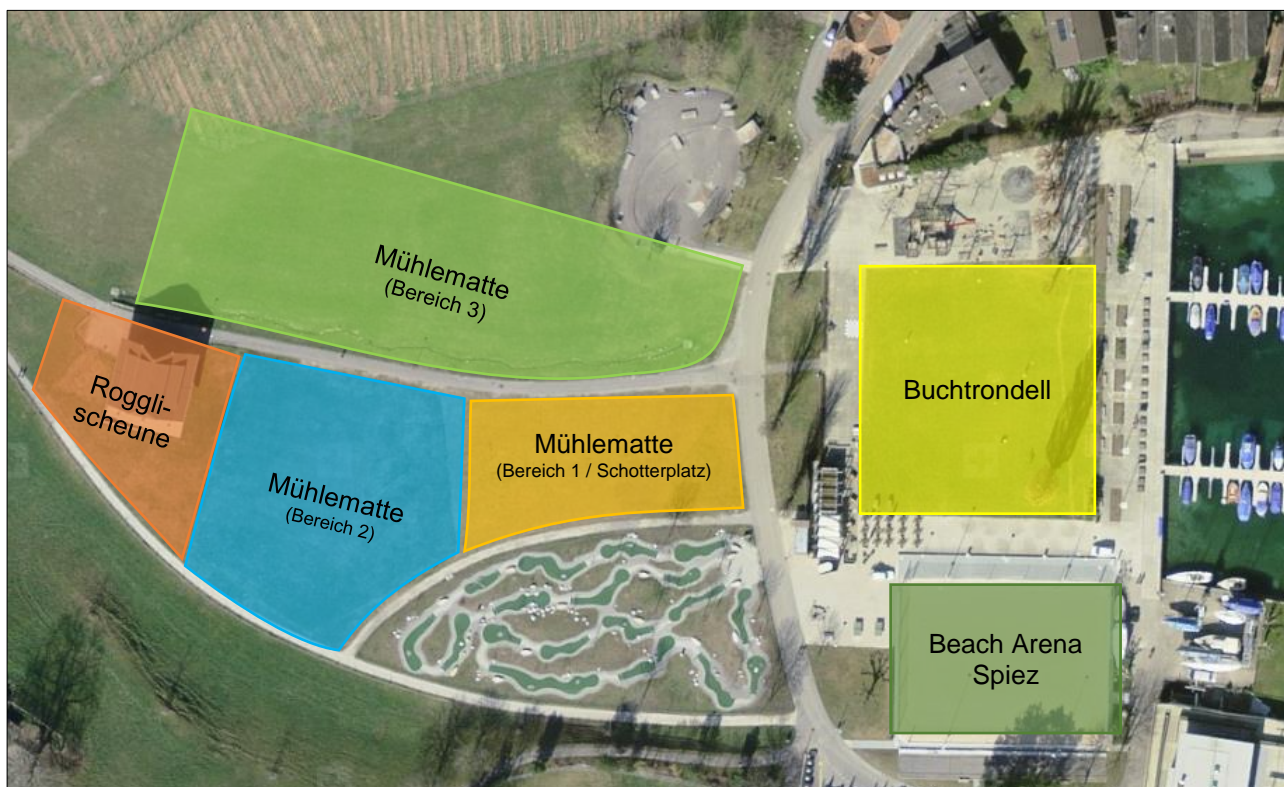 Mühlematte
(Bereich 3)
Roggli-
scheune
Mühlematte
(Bereich 2)
Mühlematte
(Bereich 1 / Schotterplatz)
Buchtrondell
Beach Arena
Spiez